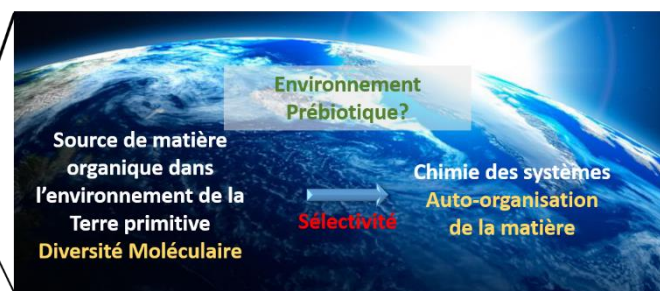 Environnement
Prébiotique?
Source de matière
organique dans
l'environnement de la
Terre primitive
Diversité Moléculaire
Sélectivité
Chimie des systèmes
Auto-organisation
de la matière